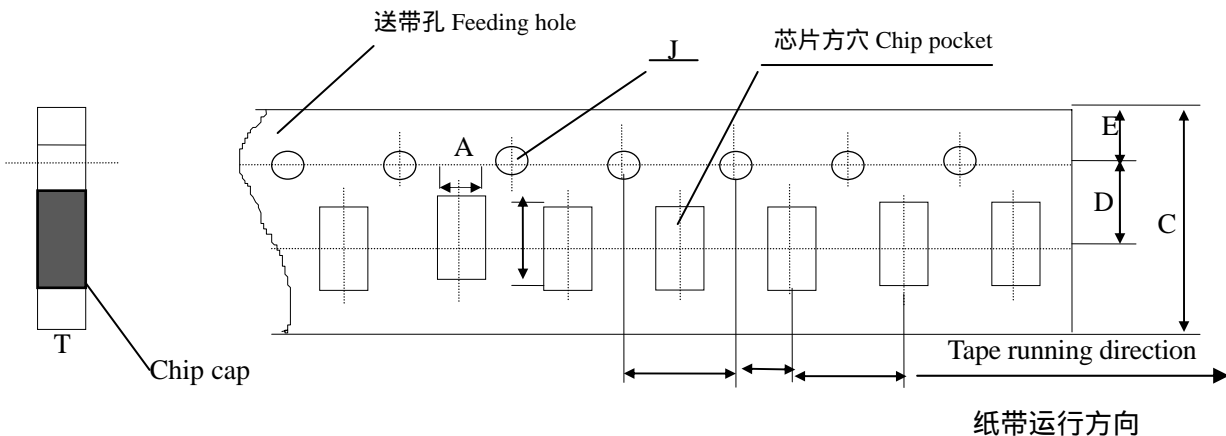 送带孔 Feeding hole
J
芯片方穴 Chip pocket
E
A
D
C
T
Chip cap
Tape running direction
纸带运行方向